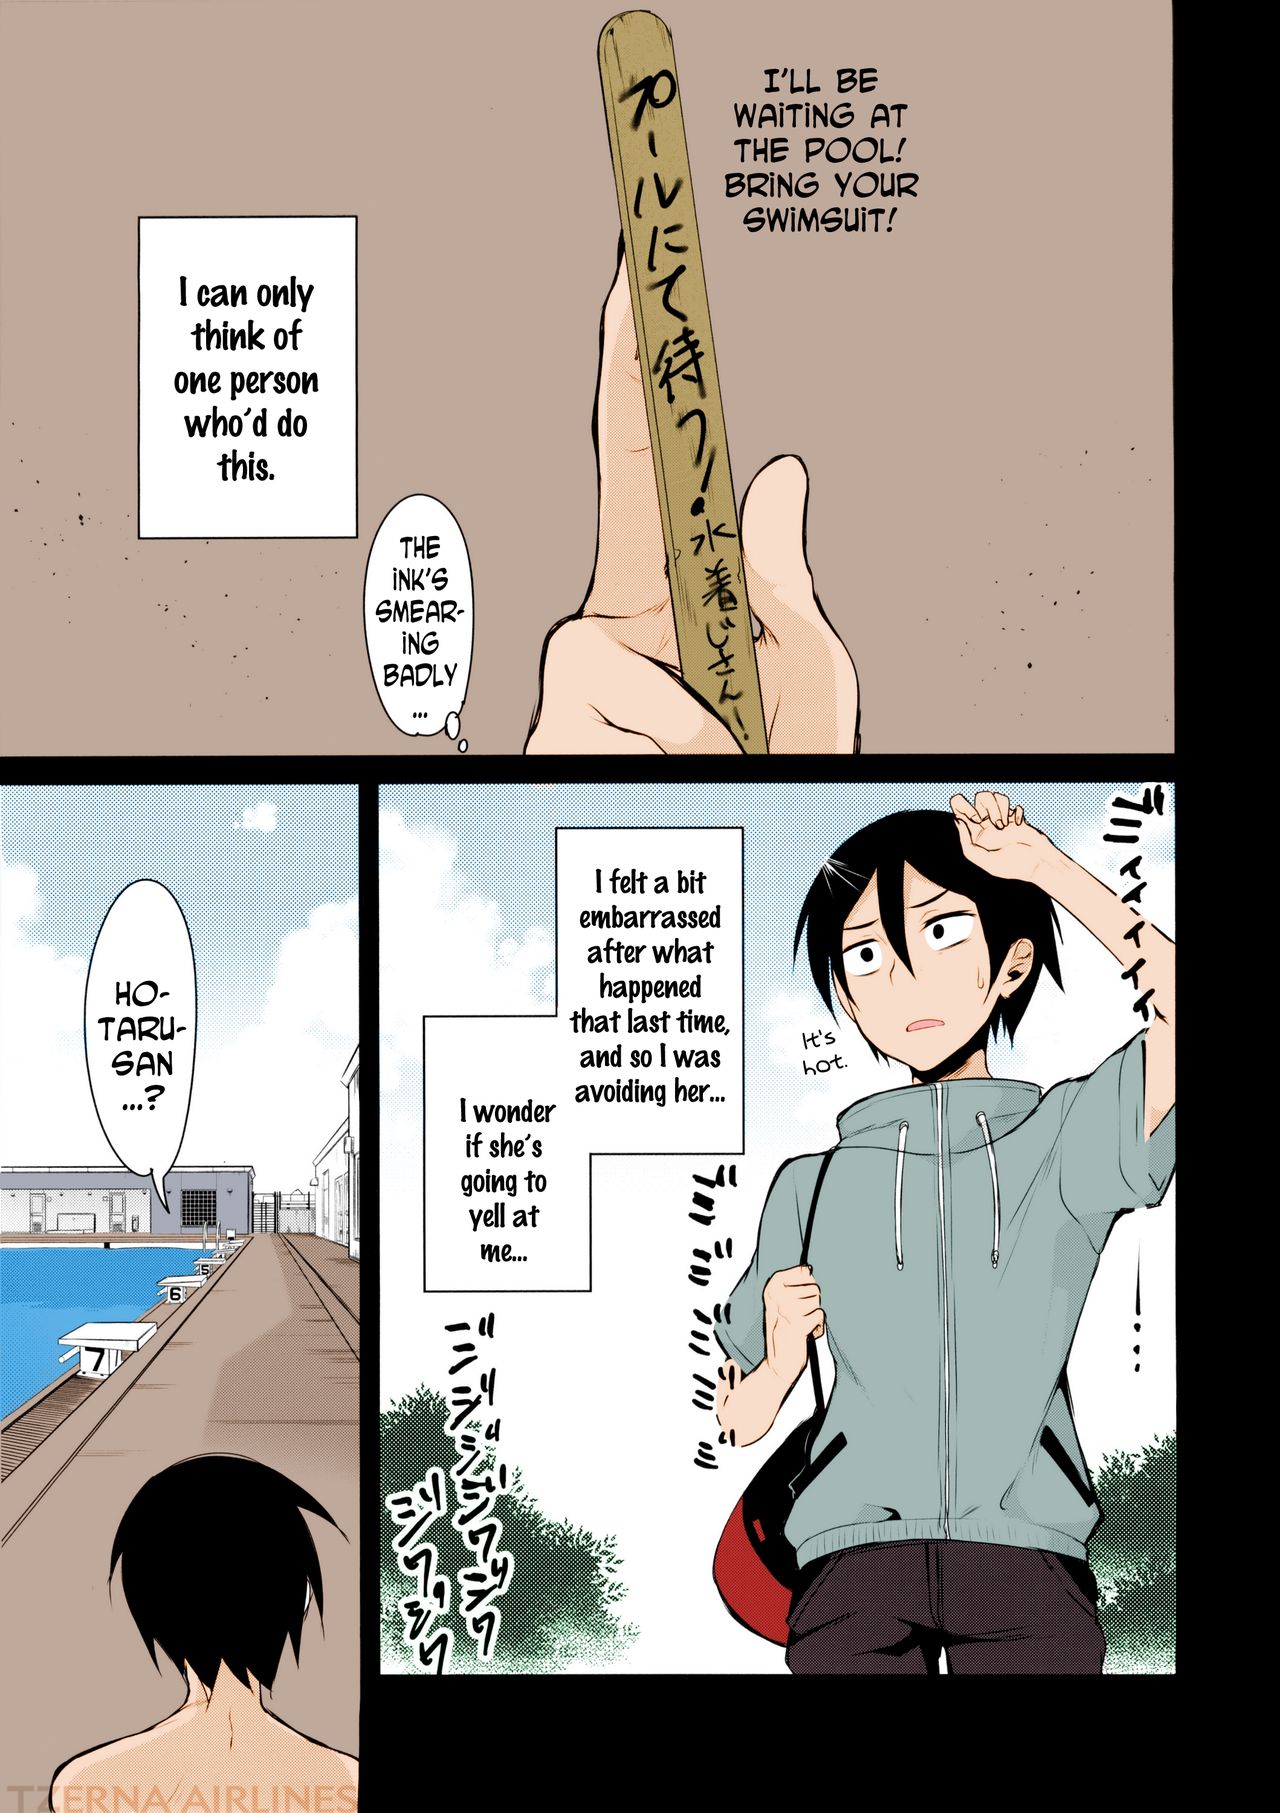 I'LL BE
WAITING AT
THE POOL!
BRING YOUR
SWIMSUIT!
プールにて待つ!
水着じさん!
I can only
think of
one person
who'd do
this.
THE
INK'S
SMEAR-
ING
BADLY
...
I felt a bit
embarrassed
after what
happened
that last time,
and so I was
avoiding her...
It's
hot.
I wonder
if she's
going to
yell at
me...
HO-
TARU-
SAN
...?
5
6
7
TZERNA AIRLINES